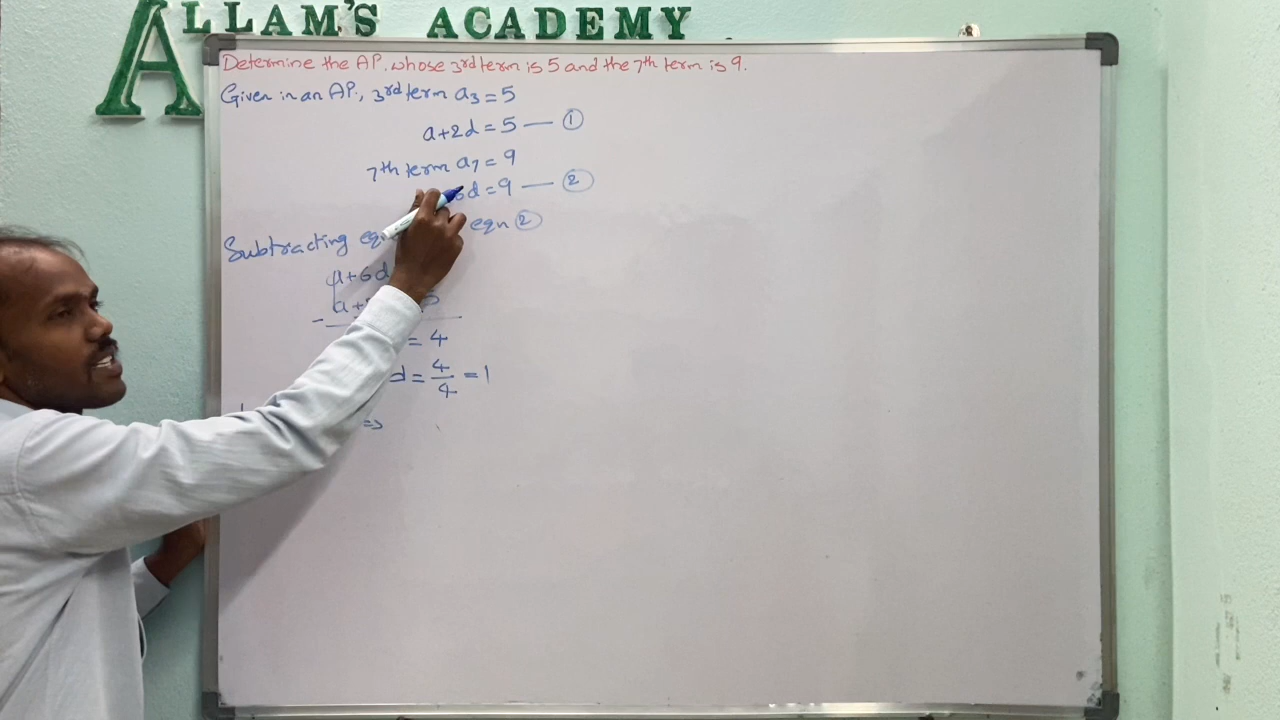 ALLAM'S ACADEMY
Determine the AP. whose 3rd term is 5 and the 7th term is 9.
Given in an AP., 3rd term a₃ = 5
a+2d = 5 — ①
7th term a₇ = 9
6d = 9 — ②
Subtracting eqn ②
a+6d
a+
-
= 4
d = 4/4 = 1
=>